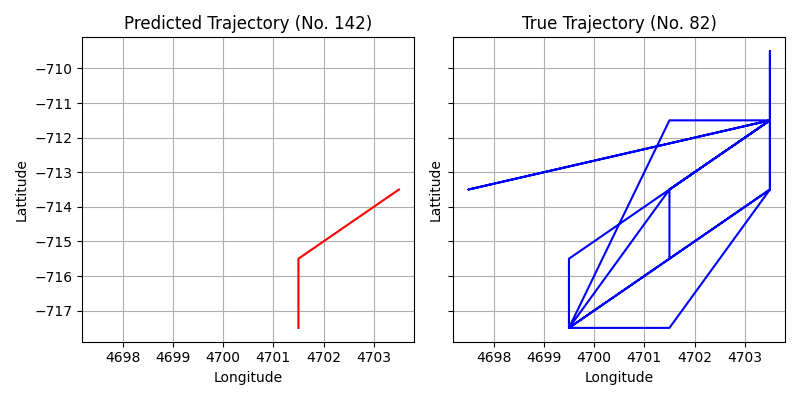 Predicted Trajectory (No. 142)
True Trajectory (No. 82)
−710
−711
−712
−713
−714
−715
−716
−717
Lattitude
Lattitude
4698 4699 4700 4701 4702 4703
4698 4699 4700 4701 4702 4703
Longitude
Longitude